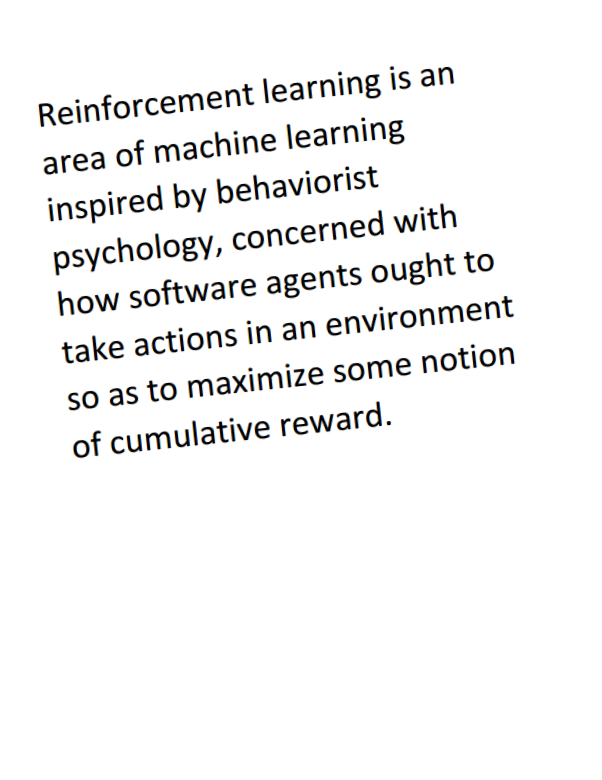 Reinforcement learning is an
area of machine learning
inspired by behaviorist
psychology, concerned with
how software agents ought to
take actions in an environment
so as to maximize some notion
of cumulative reward.